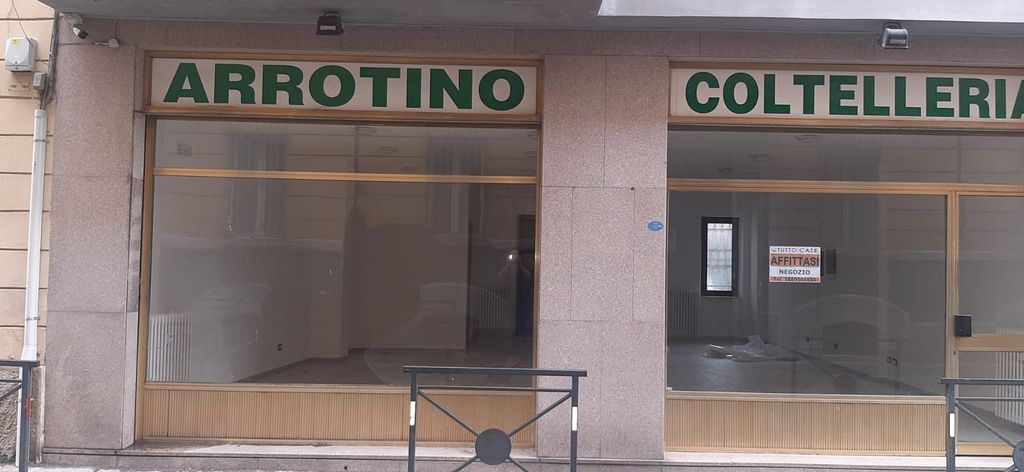 ARROTINO
COLTELLERIA
TUTTO CASE
AFFITTASI
NEGOZIO